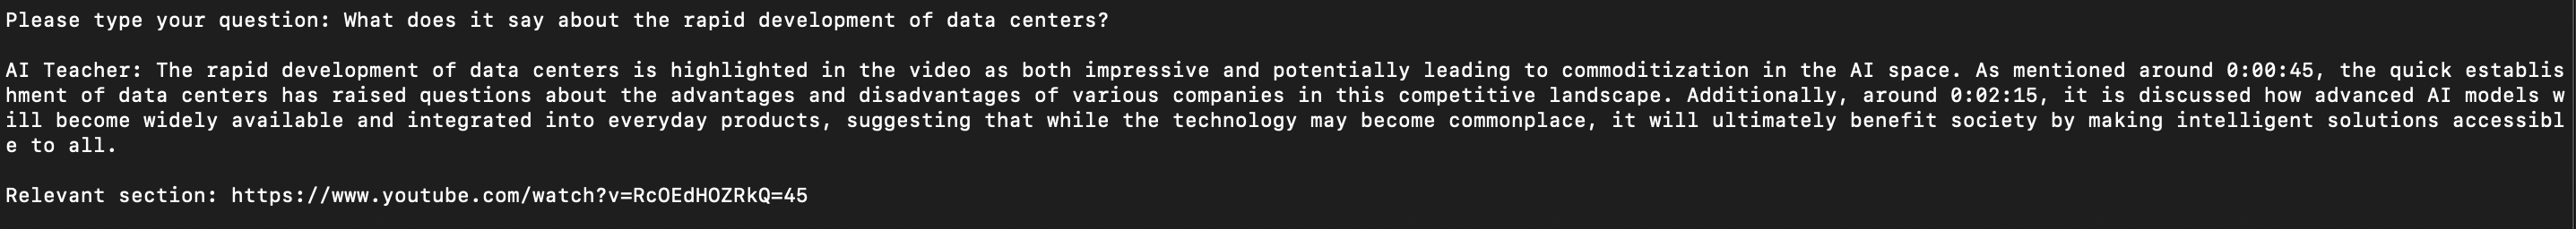 Please type your question: What does it say about the rapid development of data centers?
AI Teacher: The rapid development of data centers is highlighted in the video as both impressive and potentially leading to commoditization in the AI space. As mentioned around 0:00:45, the quick establis
hment of data centers has raised questions about the advantages and disadvantages of various companies in this competitive landscape. Additionally, around 0:02:15, it is discussed how advanced AI models w
ill become widely available and integrated into everyday products, suggesting that while the technology may become commonplace, it will ultimately benefit society by making intelligent solutions accessibl
e to all.
Relevant section: https://www.youtube.com/watch?v=RcOEdHOZRkQ=45